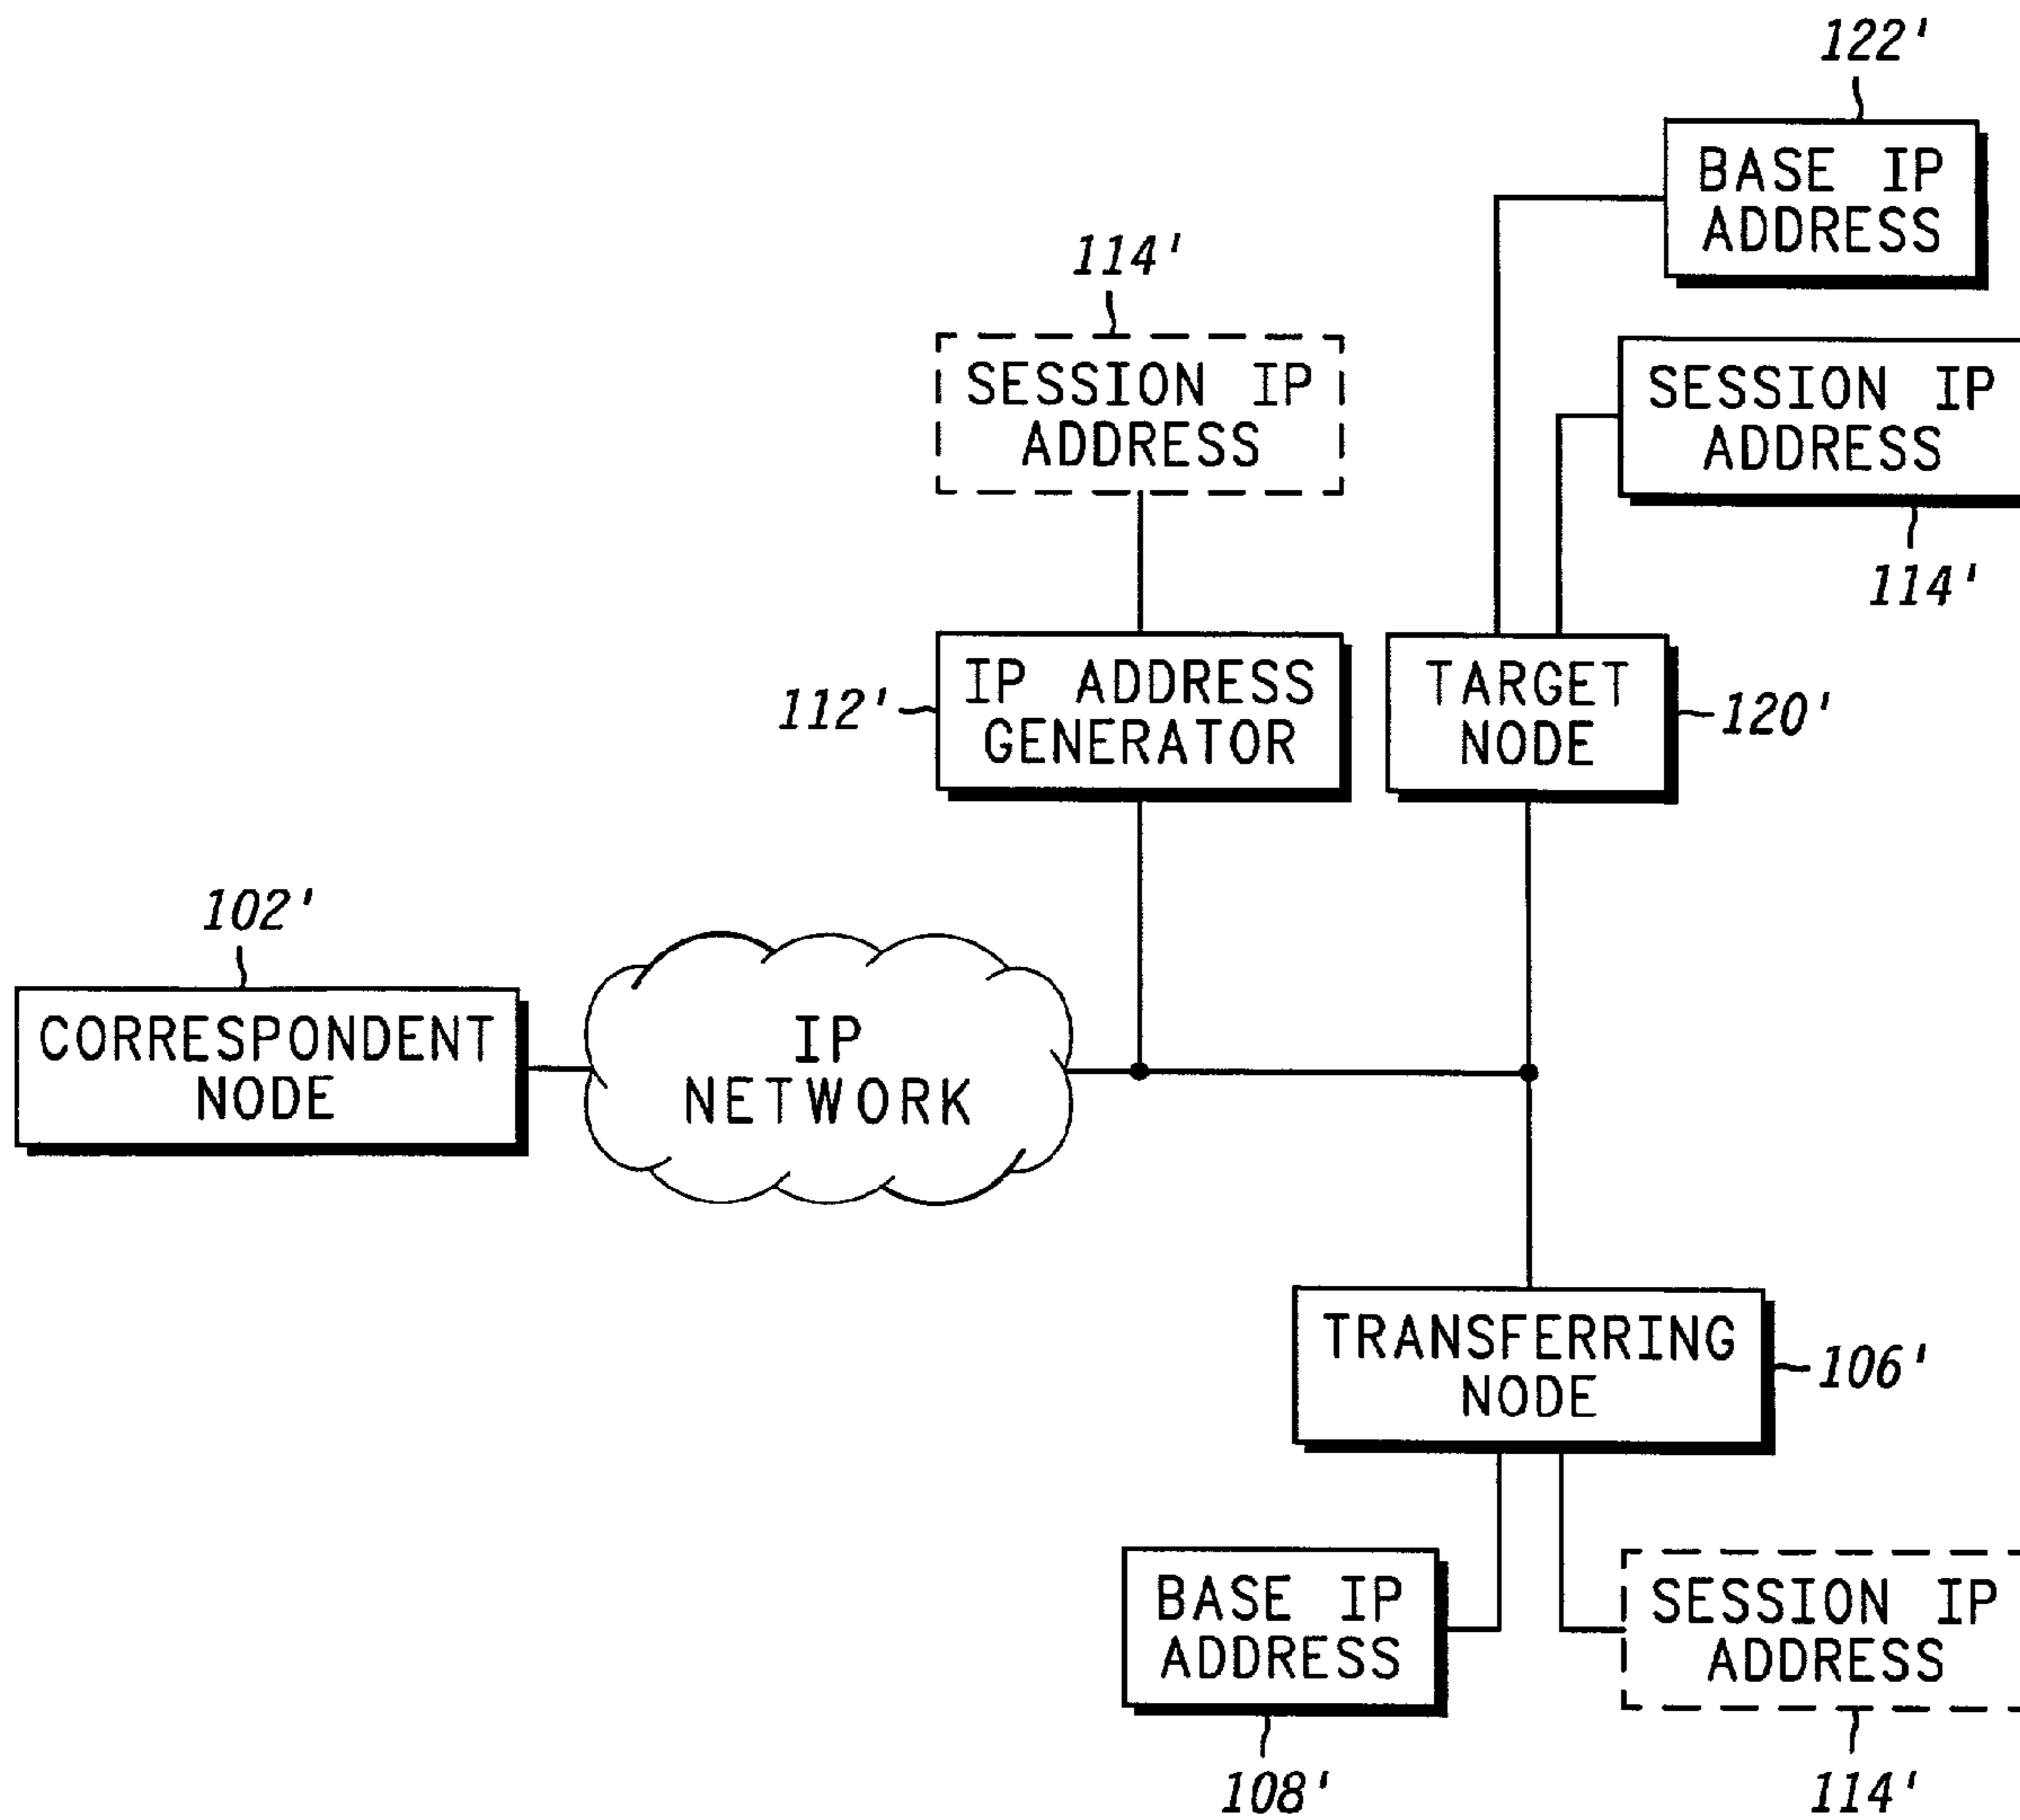 122'
BASE IP
ADDRESS
114'
SESSION IP
ADDRESS
SESSION IP
ADDRESS
114'
112'
IP ADDRESS
GENERATOR
TARGET
NODE
120'
102'
CORRESPONDENT
NODE
IP
NETWORK
TRANSFERRING
NODE
106'
BASE IP
ADDRESS
SESSION IP
ADDRESS
108'
114'